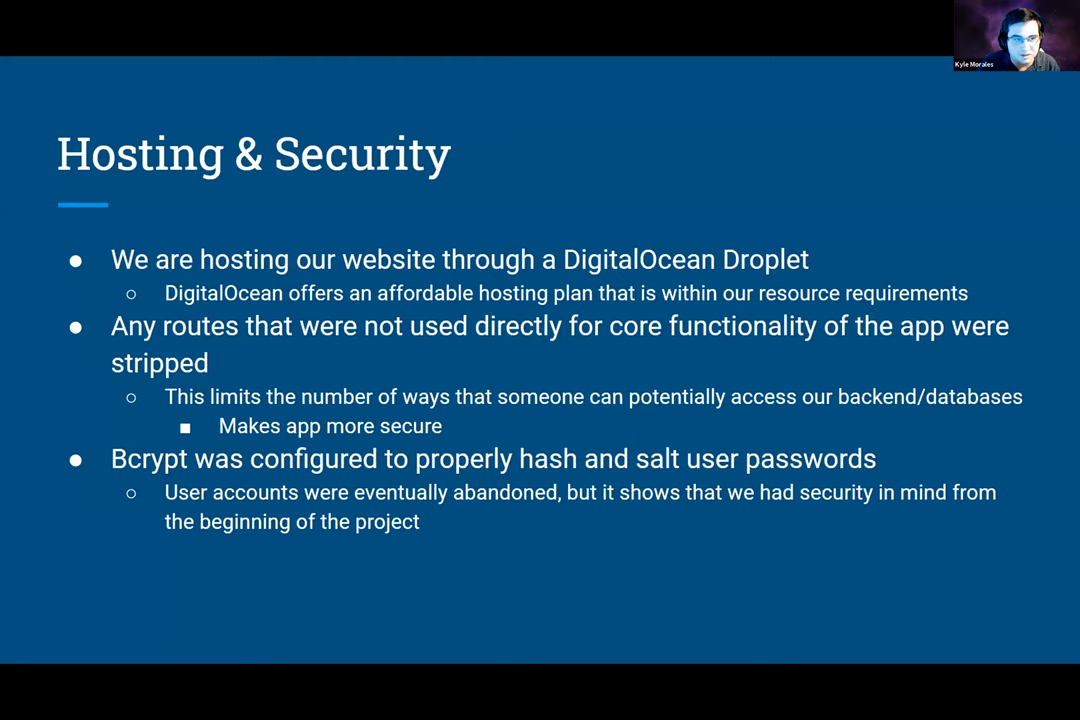 Kyle Morales
Hosting & Security
● We are hosting our website through a DigitalOcean Droplet
○ DigitalOcean offers an affordable hosting plan that is within our resource requirements
● Any routes that were not used directly for core functionality of the app were
stripped
○ This limits the number of ways that someone can potentially access our backend/databases
■ Makes app more secure
● Bcrypt was configured to properly hash and salt user passwords
○ User accounts were eventually abandoned, but it shows that we had security in mind from
the beginning of the project